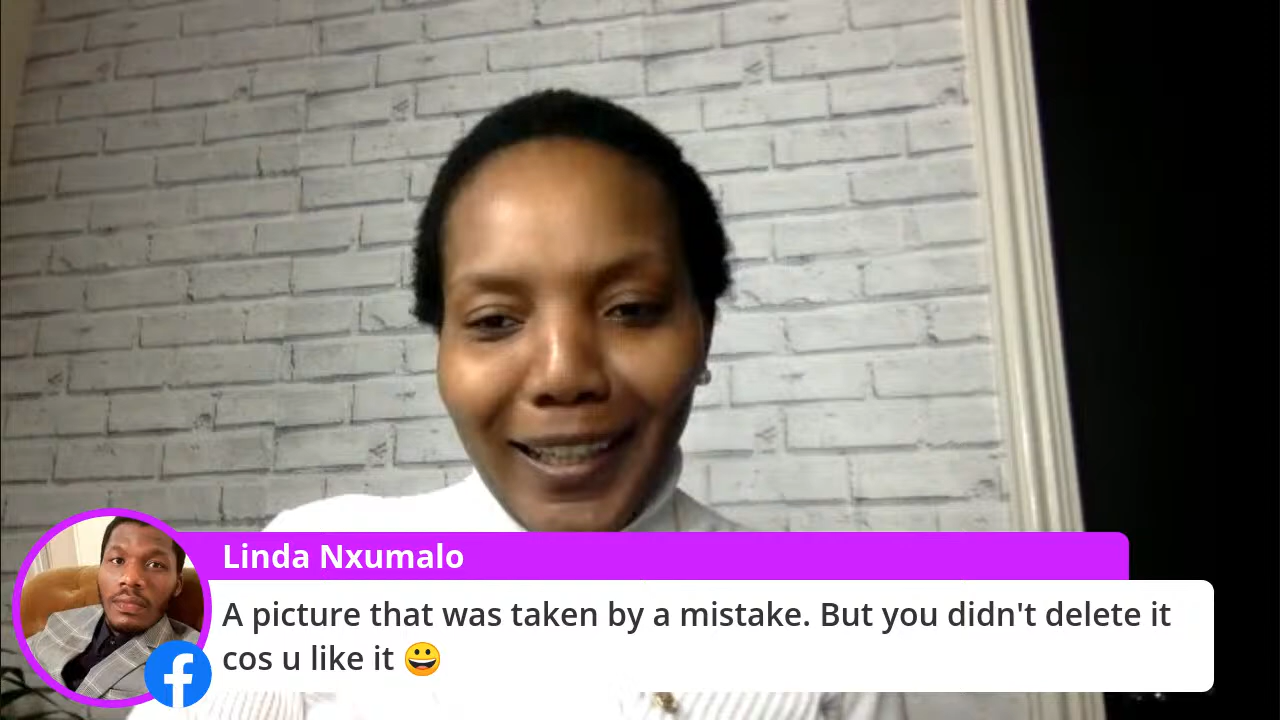 Linda Nxumalo
A picture that was taken by a mistake. But you didn't delete it
cos u like it 😀